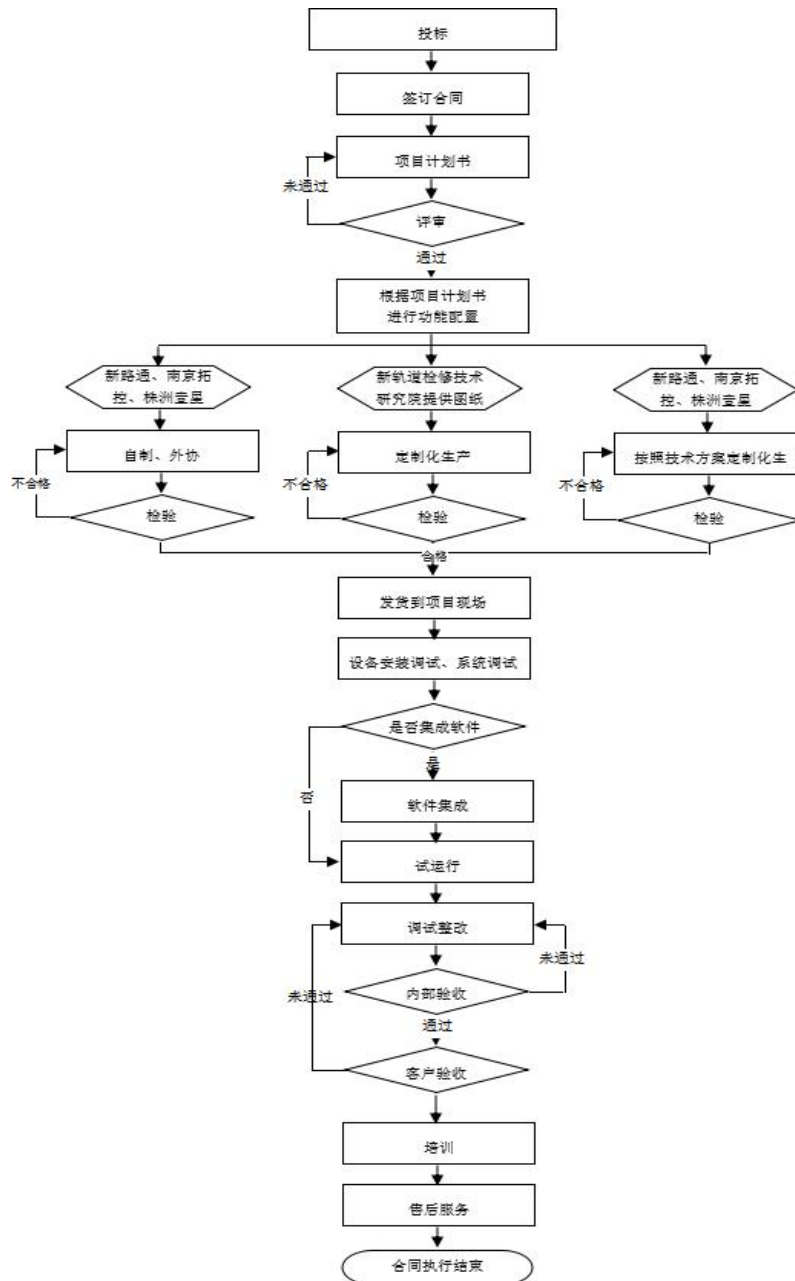 投标
签订合同
项目计划书
未通过
评审
通过
根据项目计划书
进行功能配置
新路通、南京拓
控、株洲壹星
新轨道检修技术
研究院提供图纸
新路通、南京拓
控、株洲壹星
自制、外协
定制化生产
按照技术方案定制化生
不合格
不合格
不合格
检验
检验
检验
合格
发货到项目现场
设备安装调试、系统调试
是否集成软件
是
否
软件集成
试运行
调试整改
未通过
未通过
内部验收
通过
客户验收
培训
售后服务
合同执行结束